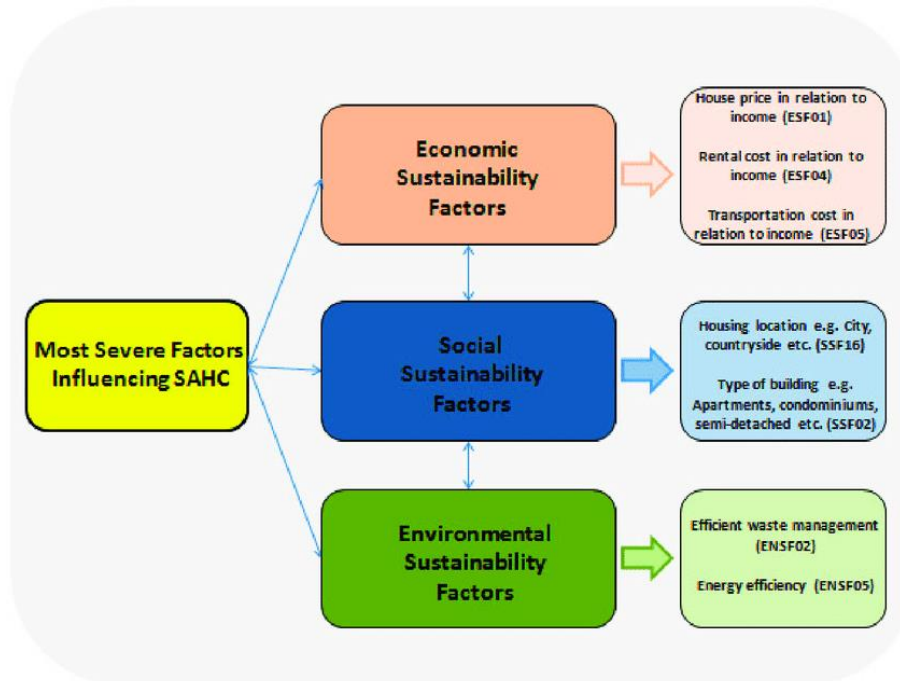 Most Severe Factors
Influencing SAHC
Economic
Sustainability
Factors
House price in relation to
income (ESF01)
Rental cost in relation to
income (ESF04)
Transportation cost in
relation to income (ESF05)
Social
Sustainability
Factors
Housing location e.g. City,
countryside etc. (SSF16)
Type of building e.g.
Apartments, condominiums,
semi-detached etc. (SSF02)
Environmental
Sustainability
Factors
Efficient waste management
(ENSF02)
Energy efficiency (ENSF05)